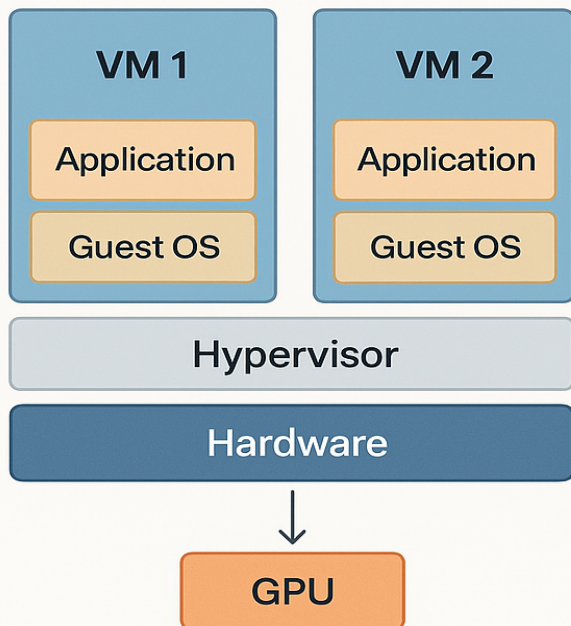 VM 1
VM 2
Application
Application
Guest OS
Guest OS
Hypervisor
Hardware
GPU